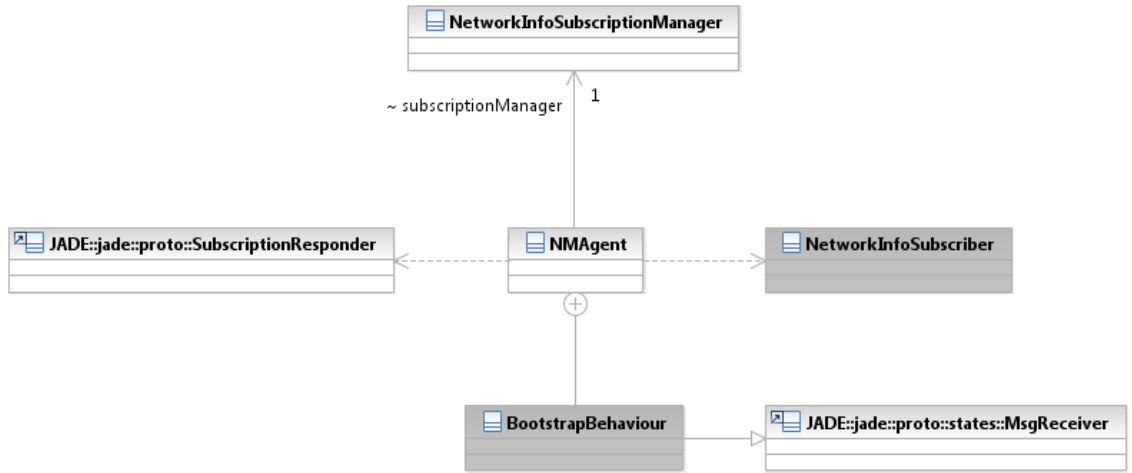 NetworkInfoSubscriptionManager
~ subscriptionManager
1
JADE::jade::proto::SubscriptionResponder
NMAgent
NetworkInfoSubscriber
BootstrapBehaviour
JADE::jade::proto::states::MsgReceiver